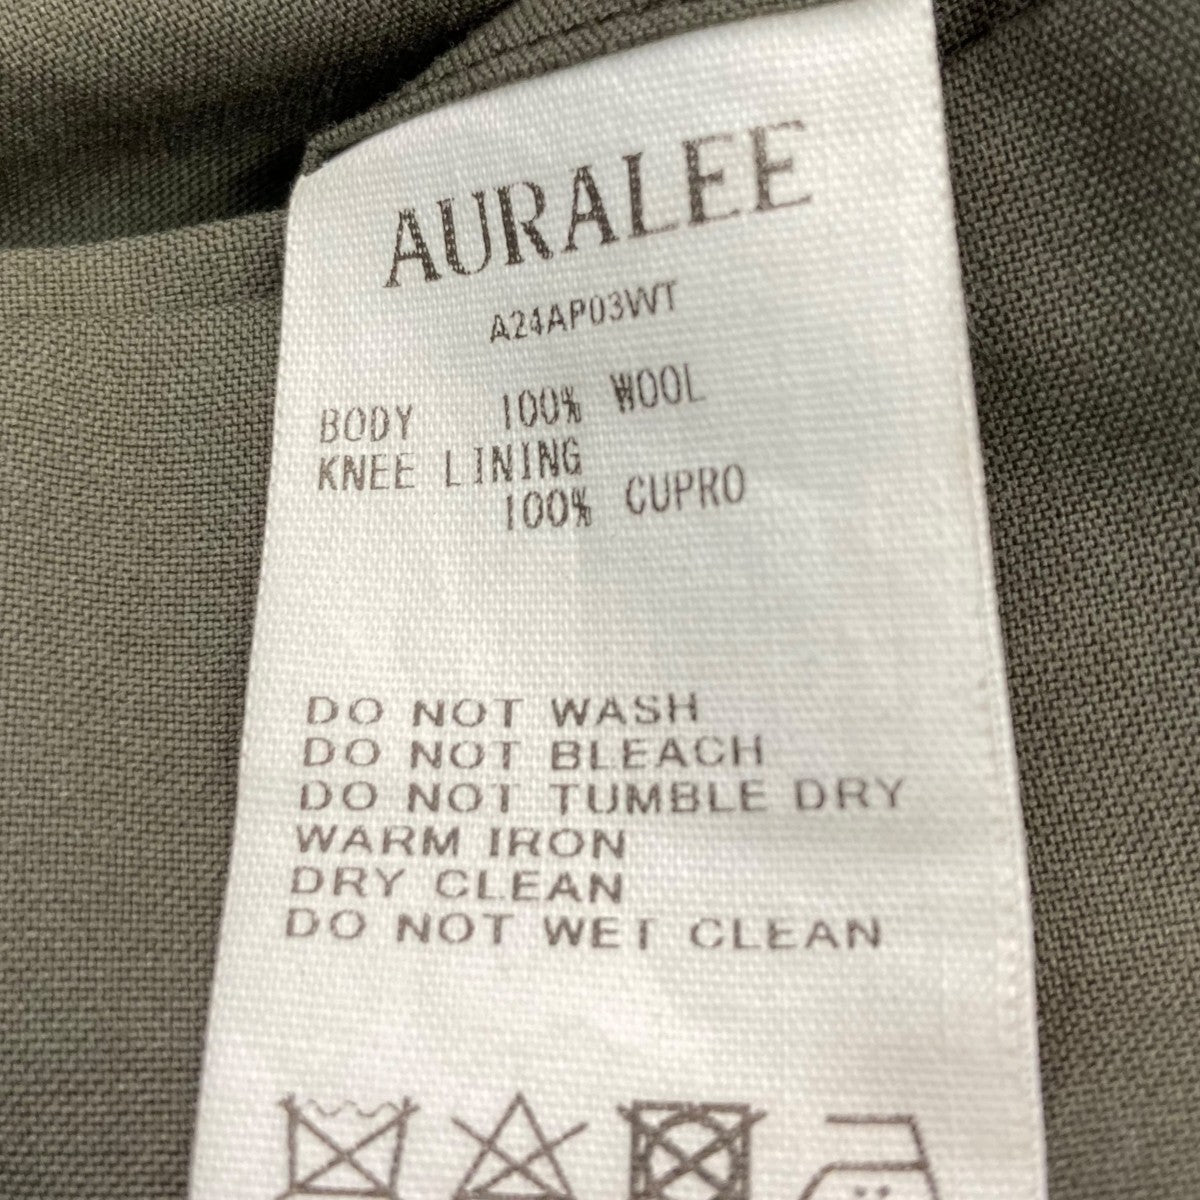 AURALEE
A24AP03WT
BODY 100% WOOL
KNEE LINING
100% CUPRO
DO NOT WASH
DO NOT BLEACH
DO NOT TUMBLE DRY
WARM IRON
DRY CLEAN
DO NOT WET CLEAN